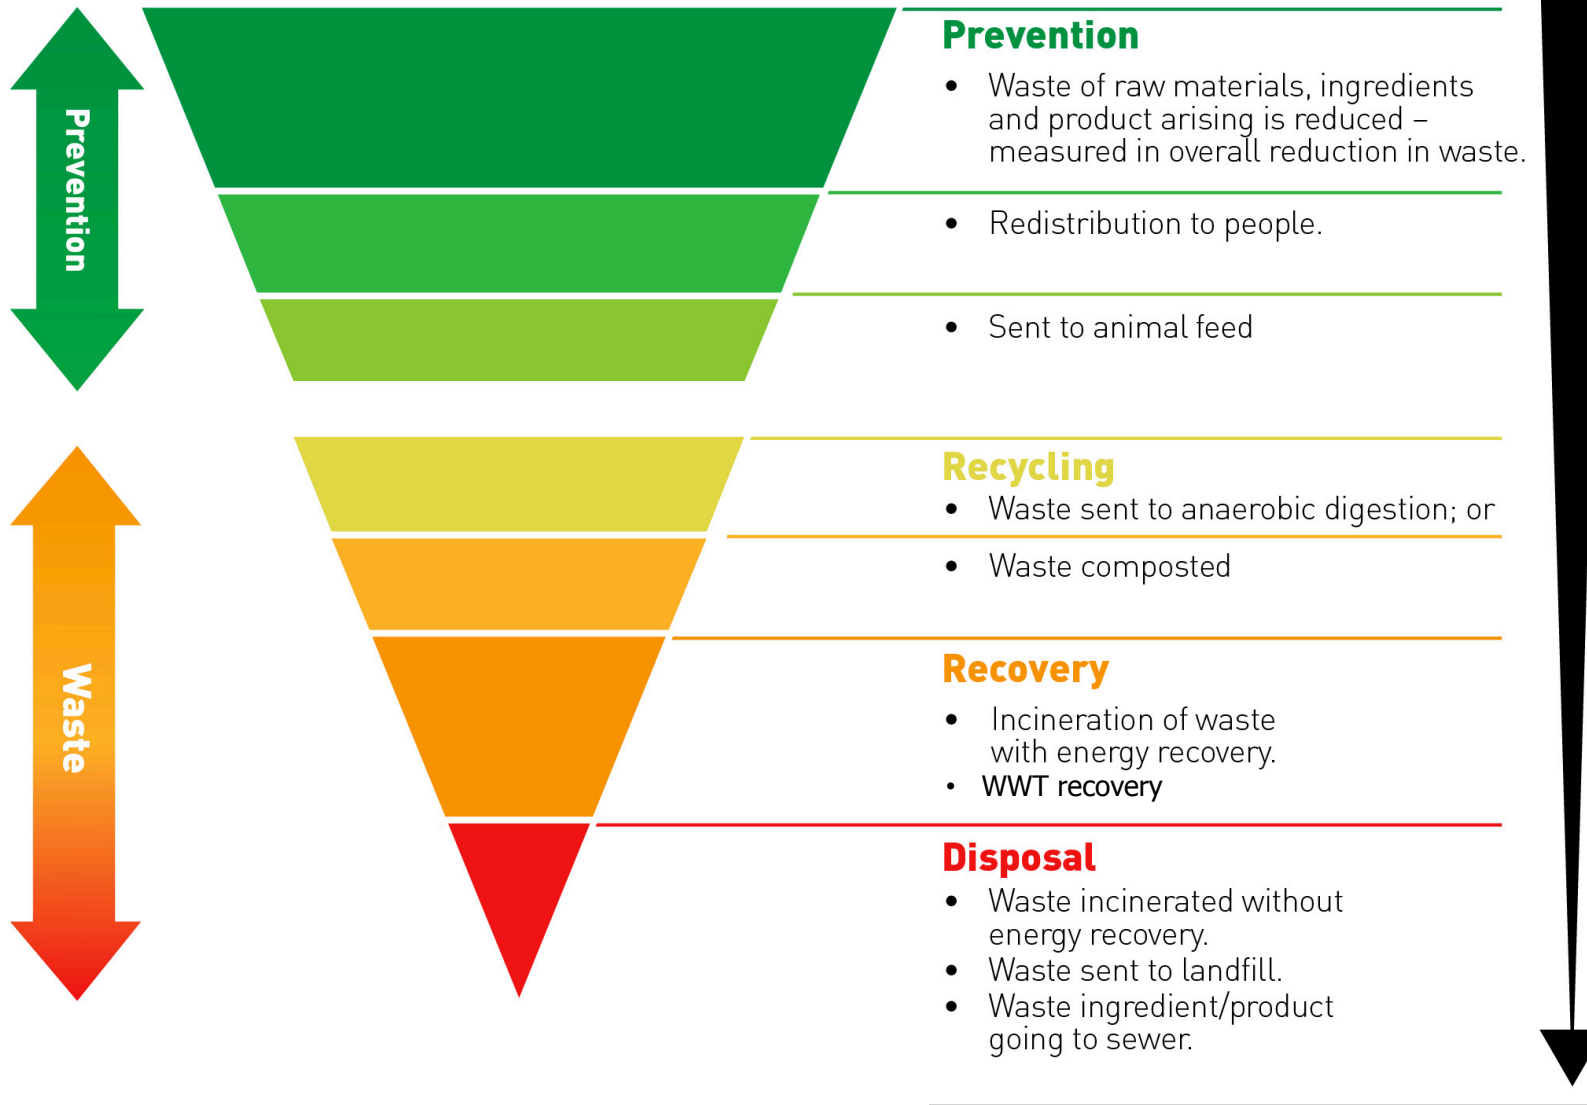 Prevention
Prevention
• Waste of raw materials, ingredients
and product arising is reduced –
measured in overall reduction in waste.
• Redistribution to people.
• Sent to animal feed
Waste
Recycling
• Waste sent to anaerobic digestion; or
• Waste composted
Recovery
• Incineration of waste
with energy recovery.
• WWT recovery
Disposal
• Waste incinerated without
energy recovery.
• Waste sent to landfill.
• Waste ingredient/product
going to sewer.